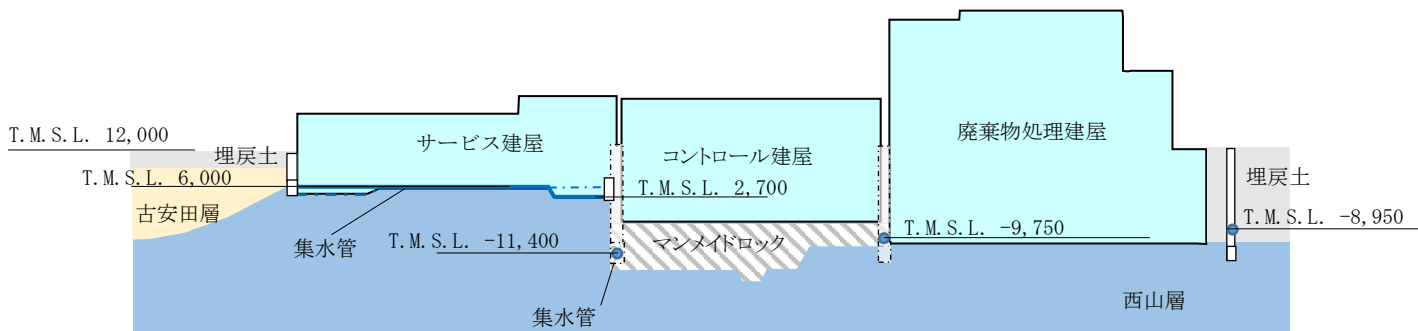 T.M.S.L. 12,000
埋戻土
サービス建屋
コントロール建屋
廃棄物処理建屋
T.M.S.L. 6,000
T.M.S.L. 2,700
埋戻土
古安田層
T.M.S.L. -8,950
集水管
T.M.S.L. -11,400
マンメイドロック
T.M.S.L. -9,750
西山層
集水管